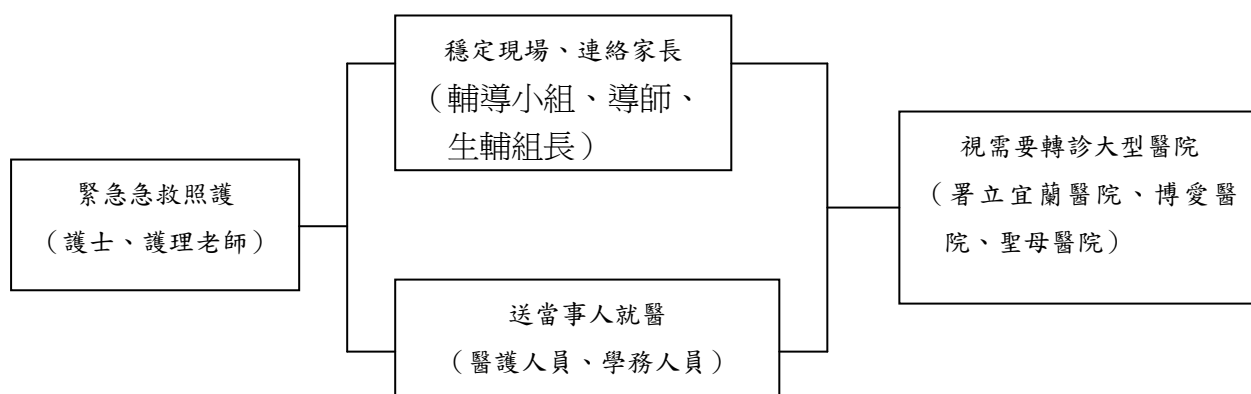 緊急急救照護
（護士、護理老師）
穩定現場、連絡家長
（輔導小組、導師、
生輔組長）
送當事人就醫
（醫護人員、學務人員）
視需要轉診大型醫院
（署立宜蘭醫院、博愛醫
院、聖母醫院）